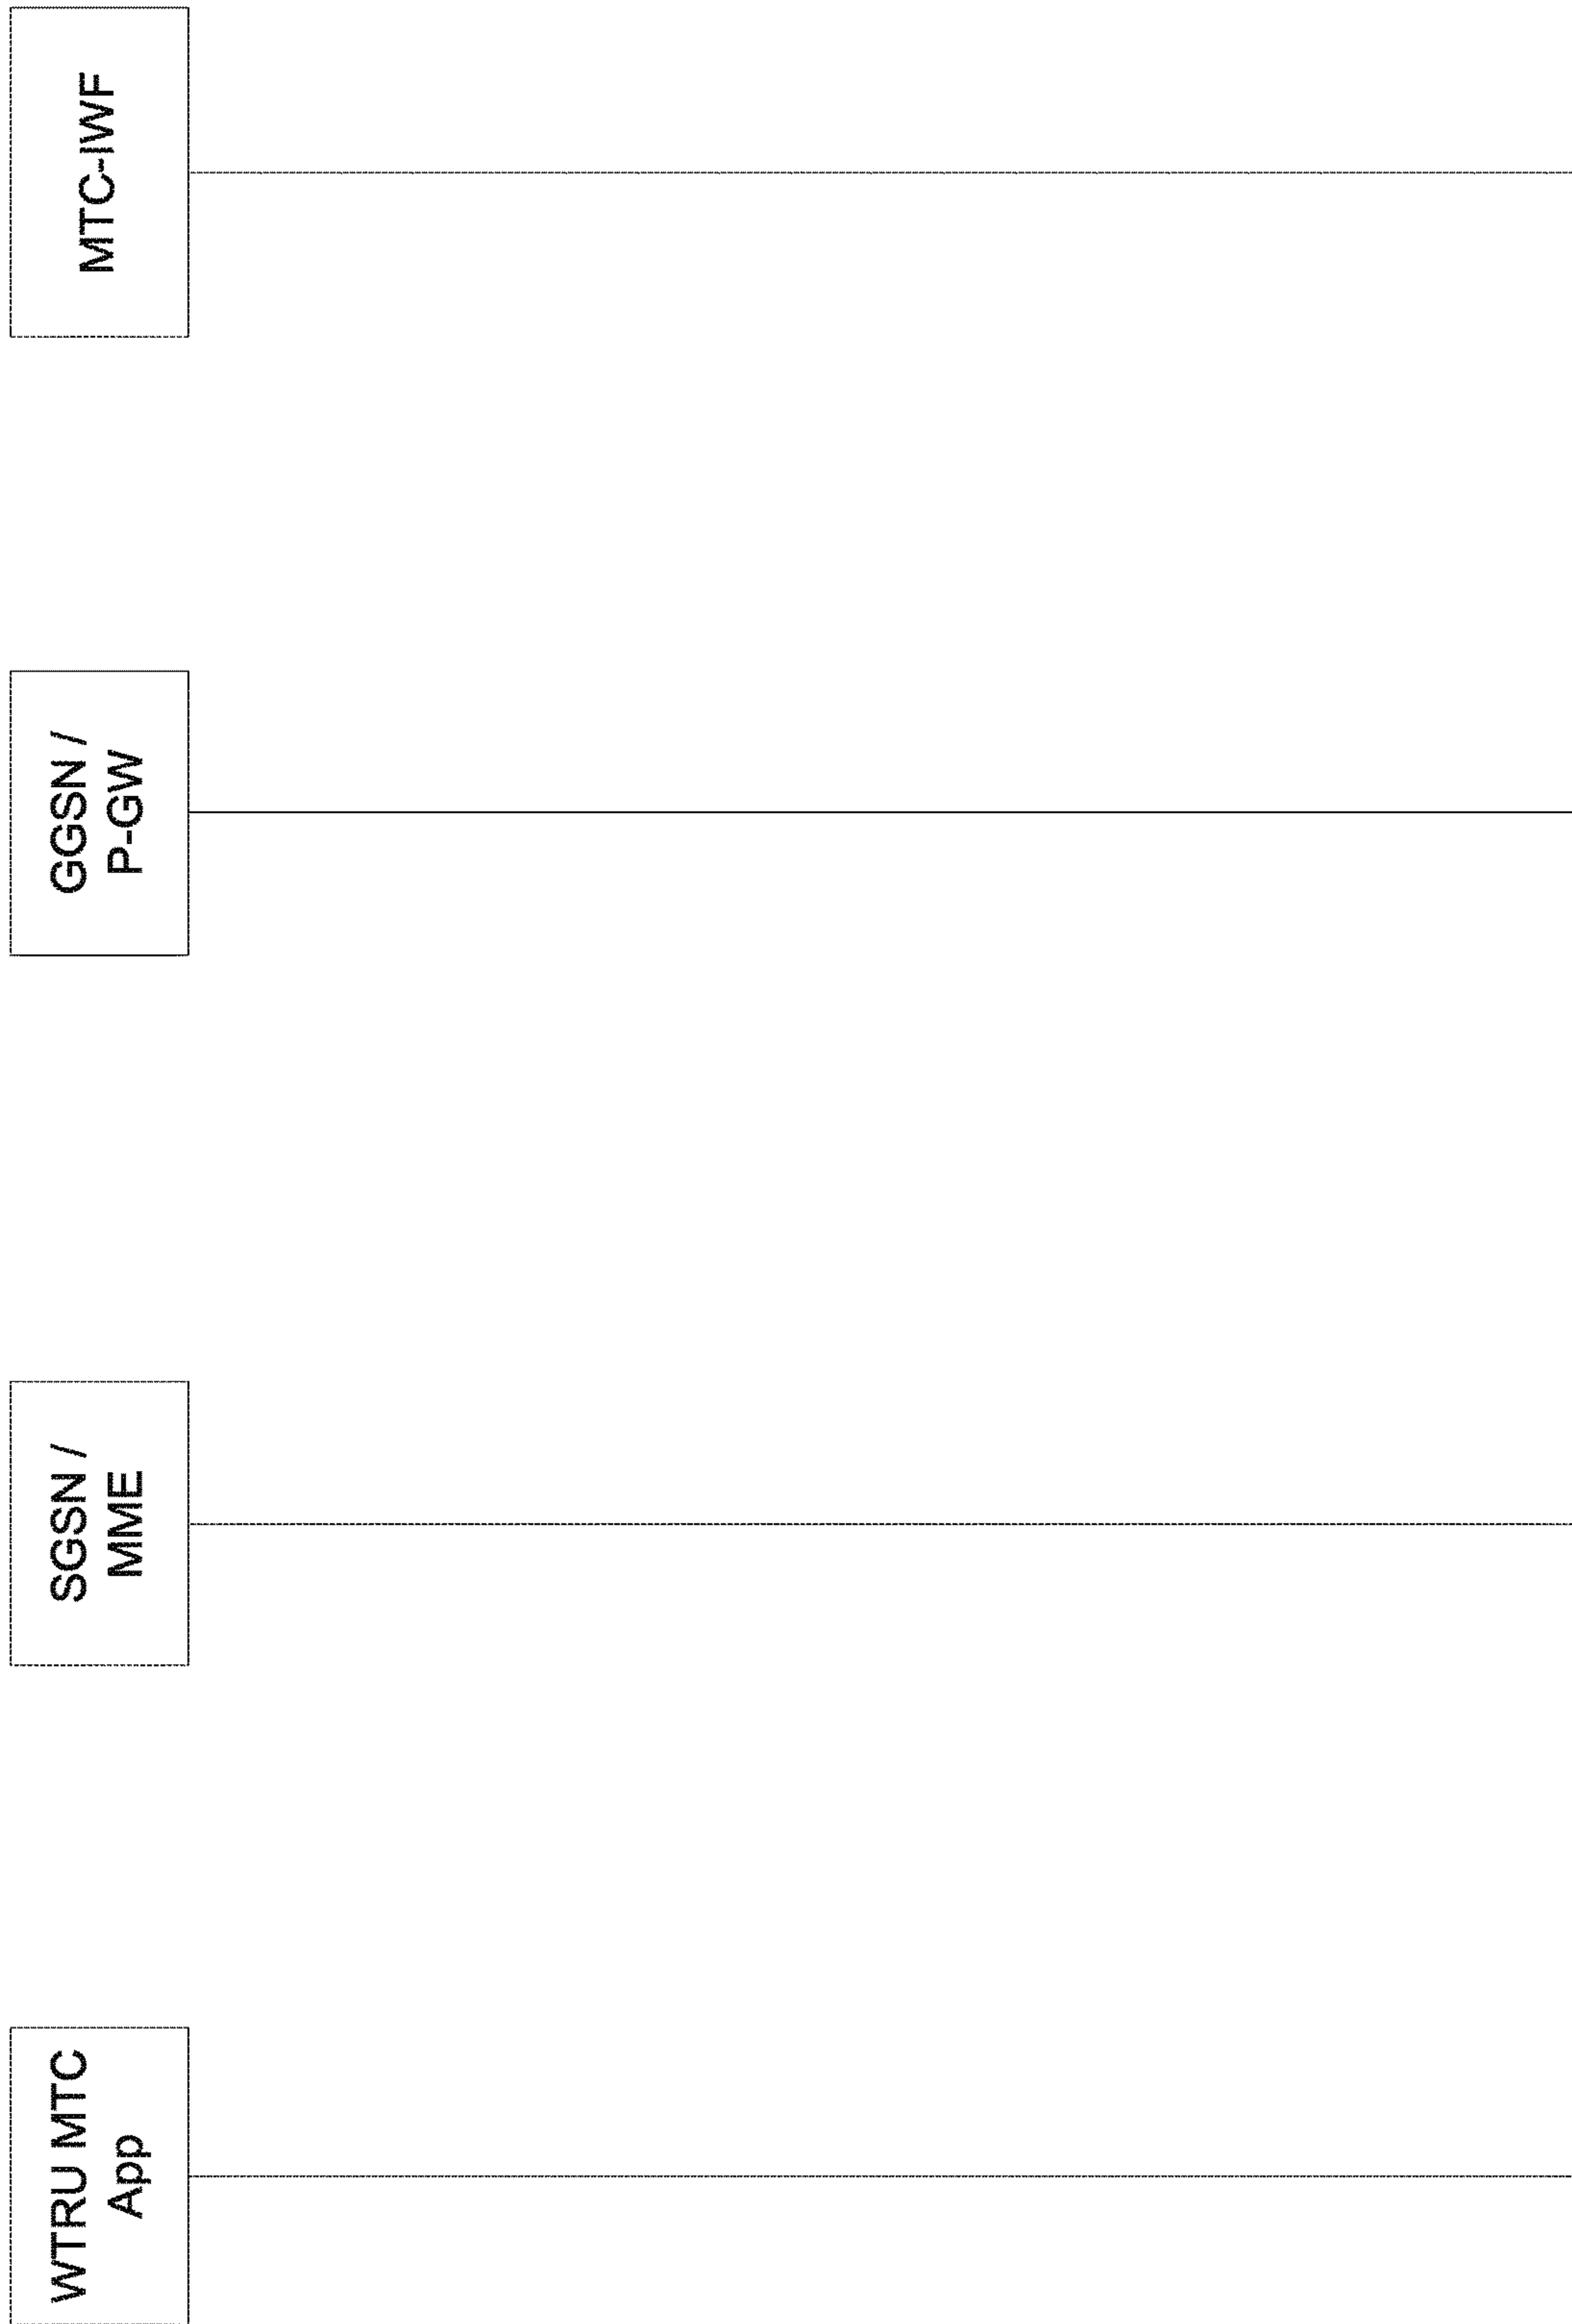 WTRU MTC
App
SGSN /
MME
GGSN /
P-GW
MTC-IWF